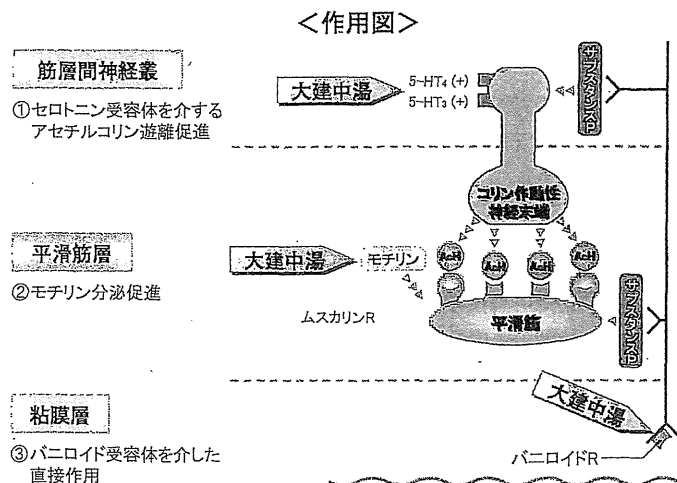 <作用図>
筋層間神経叢
①セロトニン受容体を介する
アセチルコリン遊離促進
大建中湯
5-HT4 (+)
5-HT3 (+)
サブスタンスP
コリン作動性
神経末端
平滑筋層
②モチリン分泌促進
大建中湯
モチリン
AcH
AcH
AcH
AcH
ムスカリンR
平滑筋
サブスタンスP
粘膜層
③バニロイド受容体を介した
直接作用
大建中湯
バニロイドR